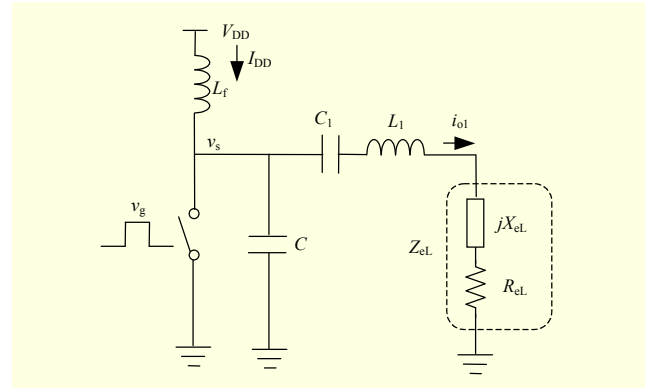 V_DD
I_DD
L_f
C_1
L_1
i_o1
v_s
v_g
C
Z_eL
jX_eL
R_eL